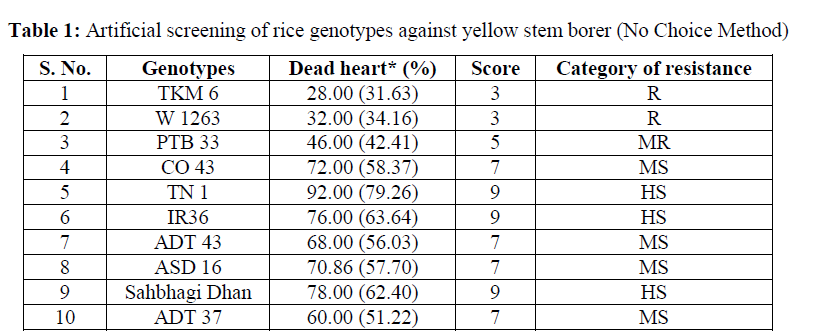 Table 1: Artificial screening of rice genotypes against yellow stem borer (No Choice Method)
S. No. Genotypes Dead heart* (%) Score Category of resistance
1 TKM 6 28.00 (31.63) 3 R
2 W 1263 32.00 (34.16) 3 R
3 PTB 33 46.00 (42.41) 5 MR
4 CO 43 72.00 (58.37) 7 MS
5 TN 1 92.00 (79.26) 9 HS
6 IR36 76.00 (63.64) 9 HS
7 ADT 43 68.00 (56.03) 7 MS
8 ASD 16 70.86 (57.70) 7 MS
9 Sahbhagi Dhan 78.00 (62.40) 9 HS
10 ADT 37 60.00 (51.22) 7 MS